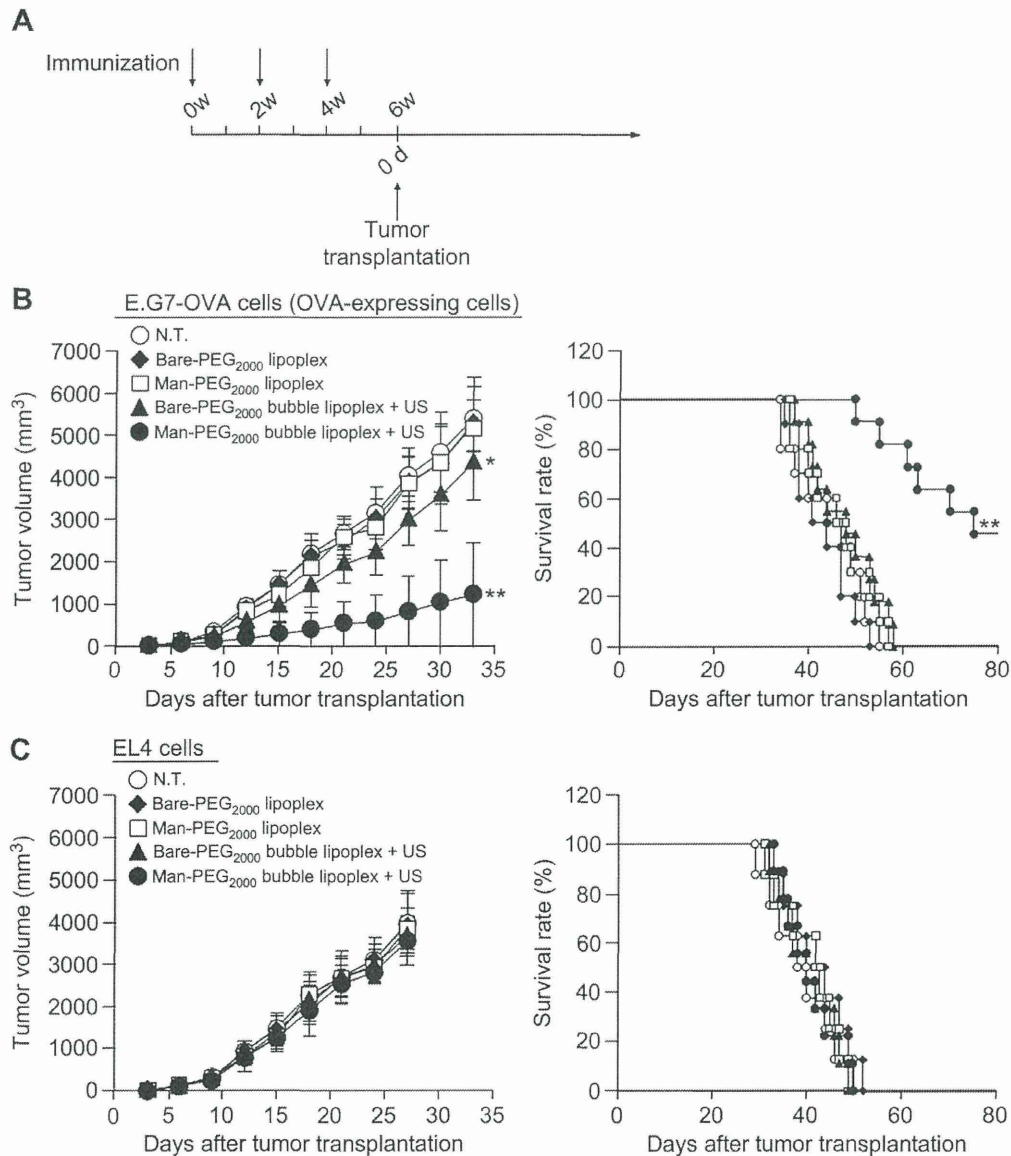 A
Immunization
0w 2w 4w 6w
0 d
Tumor
transplantation
B
E.G7-OVA cells (OVA-expressing cells)
N.T.
Bare-PEG2000 lipoplex
Man-PEG2000 lipoplex
Bare-PEG2000 bubble lipoplex + US
Man-PEG2000 bubble lipoplex + US
Tumor volume (mm³)
7000
6000
5000
4000
3000
2000
1000
0
0 5 10 15 20 25 30 35
Days after tumor transplantation
*
**
Survival rate (%)
120
100
80
60
40
20
0
0 20 40 60 80
Days after tumor transplantation
**
C
EL4 cells
N.T.
Bare-PEG2000 lipoplex
Man-PEG2000 lipoplex
Bare-PEG2000 bubble lipoplex + US
Man-PEG2000 bubble lipoplex + US
Tumor volume (mm³)
7000
6000
5000
4000
3000
2000
1000
0
0 5 10 15 20 25 30 35
Days after tumor transplantation
Survival rate (%)
120
100
80
60
40
20
0
0 20 40 60 80
Days after tumor transplantation